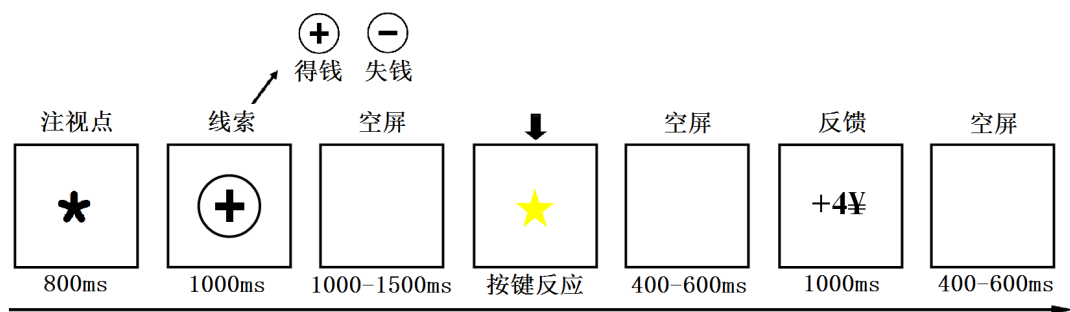 + −
得钱 失钱
注视点 线索 空屏 空屏 反馈 空屏
* + +4¥
800ms 1000ms 1000-1500ms 按键反应 400-600ms 1000ms 400-600ms